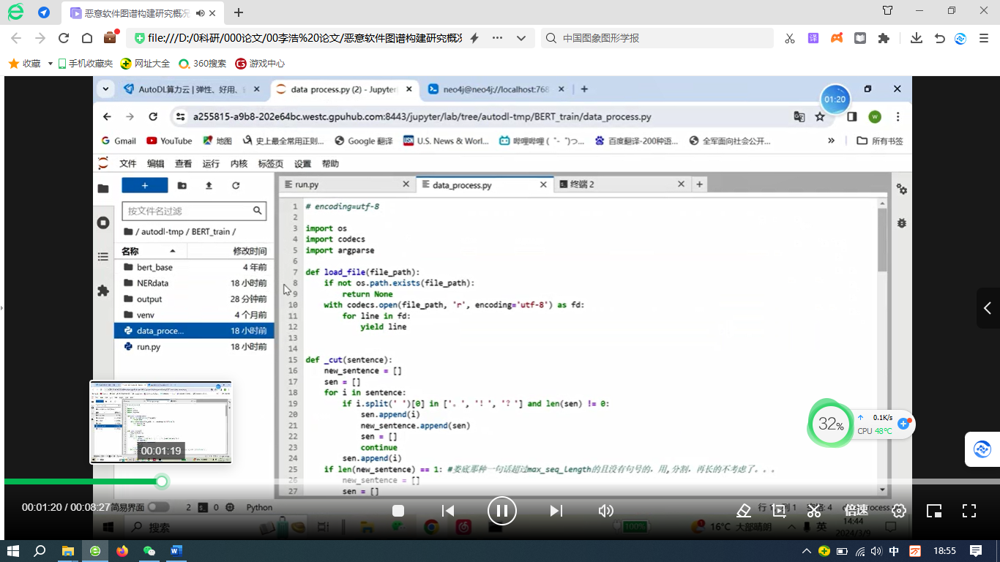 恶意软件图谱构建研究概况
file:///D:/0科研/000论文/00李浩%20论文/恶意软件图谱构建研究概况
中国图象图形学报
译
收藏 手机收藏夹 网址大全 360搜索 游戏中心
AutoDL算力云 | 弹性、好用、
data_process.py (2) - Jupyter
neo4j@neo4j://localhost:768
01:20
a255815-a9b8-202e64bc.westc.gpuhub.com:8443/jupyter/lab/tree/autodl-tmp/BERT_train/data_process.py
w
Gmail YouTube 地图 史上最全常用正则... Google 翻译 U.S. News & Worl... 哔哩哔哩 (゜-゜)つ... 百度翻译-200种语... 全军面向社会公开... » 所有书签
文件 编辑 查看 运行 内核 标签页 设置 帮助
run.py data_process.py 终端 2
按文件名过滤
/ autodl-tmp / BERT_train /
名称 修改时间
bert_base 4 年前
NERdata 18 小时前
output 28 分钟前
venv 4 个月前
data_proce... 18 小时前
run.py 18 小时前
1 # encoding=utf-8
2
3 import os
4 import codecs
5 import argparse
6
7 def load_file(file_path):
8 if not os.path.exists(file_path):
9 return None
10 with codecs.open(file_path, 'r', encoding='utf-8') as fd:
11 for line in fd:
12 yield line
13
14
15 def _cut(sentence):
16 new_sentence = []
17 sen = []
18 for i in sentence:
19 if i.split(' ')[0] in ['。', '！', '？'] and len(sen) != 0:
20 sen.append(i)
21 new_sentence.append(sen)
22 sen = []
23 continue
24 sen.append(i)
25 if len(new_sentence) == 1: #娄底那种一句话超过max_seq_length的且没有句号的，用,分割，再长的不考虑了。。。
26 new_sentence = []
27 sen = []
00:01:19
32%
0.1K/s
CPU 48℃
00:01:20 / 00:08:27
简易界面 2 0 Python
倍速
搜索
100%
16°C 大部晴朗
英
14:44
2024/3/9
中
18:55